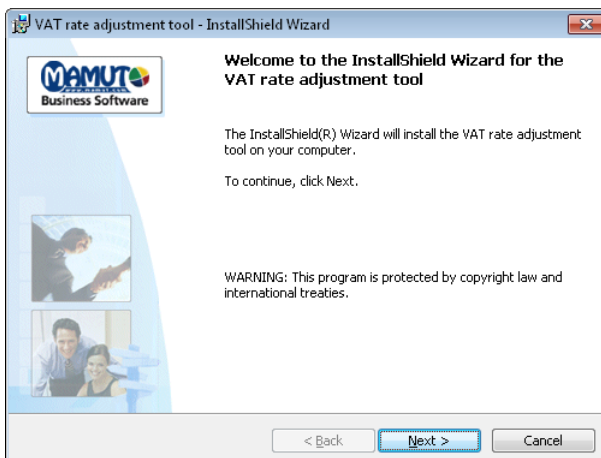 VAT rate adjustment tool - InstallShield Wizard
MAMUT
www.mamut.com
Business Software
Welcome to the InstallShield Wizard for the
VAT rate adjustment tool
The InstallShield(R) Wizard will install the VAT rate adjustment
tool on your computer.
To continue, click Next.
WARNING: This program is protected by copyright law and
international treaties.
< Back
Next >
Cancel